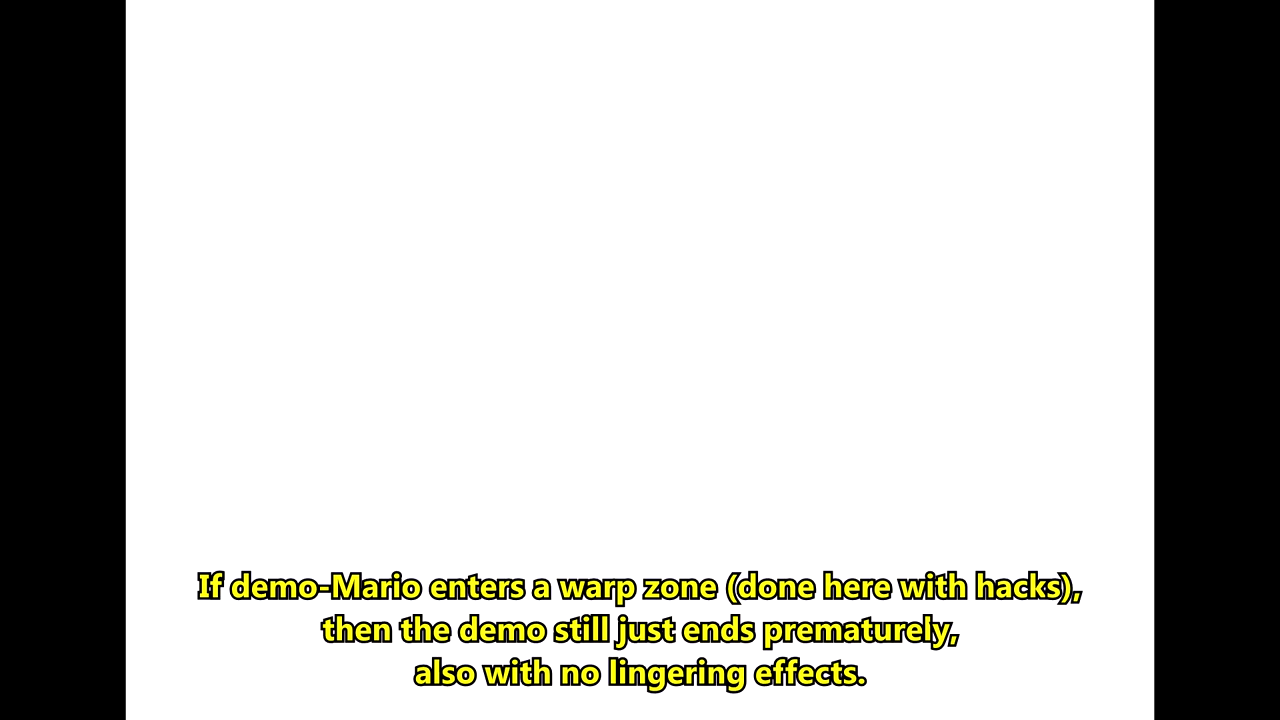 If demo-Mario enters a warp zone (done here with hacks),
then the demo still just ends prematurely,
also with no lingering effects.